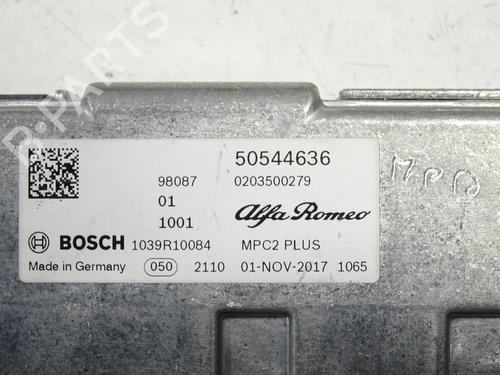 B-PARTS
50544636
98087 0203500279
01
1001 Alfa Romeo
BOSCH 1039R10084 MPC2 PLUS
Made in Germany 050 2110 01-NOV-2017 1065